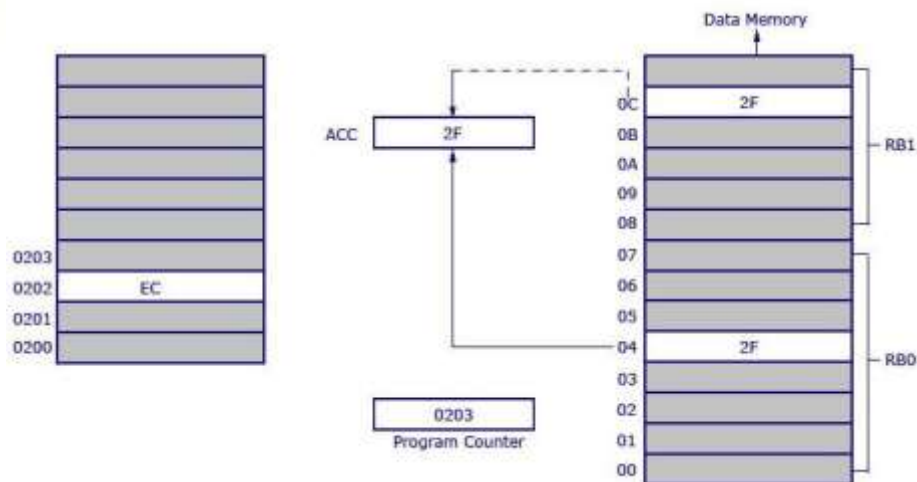 Data Memory
0C 2F
ACC 2F
0B
RB1
0A
09
08
0203
07
0202 EC
06
0201
05
0200
04 2F
RB0
03
0203
02
Program Counter
01
00